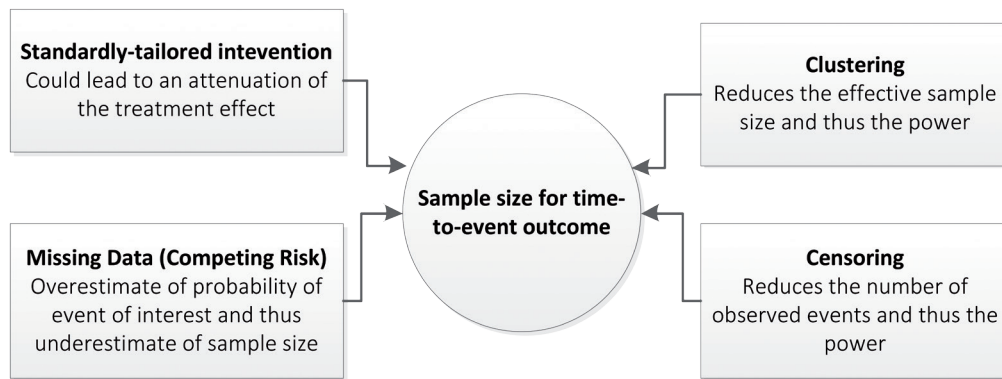 Standardly-tailored intevention
Could lead to an attenuation of
the treatment effect
Clustering
Reduces the effective sample
size and thus the power
Sample size for time-
to-event outcome
Missing Data (Competing Risk)
Overestimate of probability of
event of interest and thus
underestimate of sample size
Censoring
Reduces the number of
observed events and thus the
power